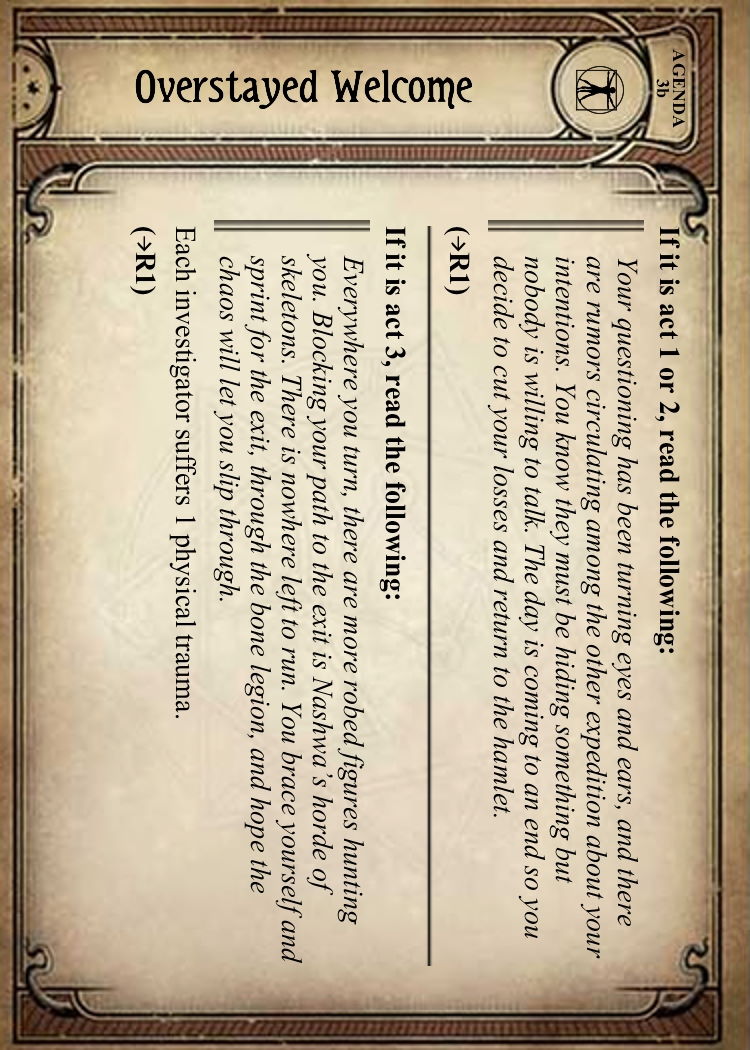 AGENDA
3b
Overstayed Welcome
If it is act 1 or 2, read the following:
Your questioning has been turning eyes and ears, and there
are rumors circulating among the other expedition about your
intentions. You know they must be hiding something but
nobody is willing to talk. The day is coming to an end so you
decide to cut your losses and return to the hamlet.
(→R1)
If it is act 3, read the following:
Everywhere you turn, there are more robed figures hunting
you. Blocking your path to the exit is Nashwa's horde of
skeletons. There is nowhere left to run. You brace yourself and
sprint for the exit, through the bone legion, and hope the
chaos will let you slip through.
Each investigator suffers 1 physical trauma.
(→R1)